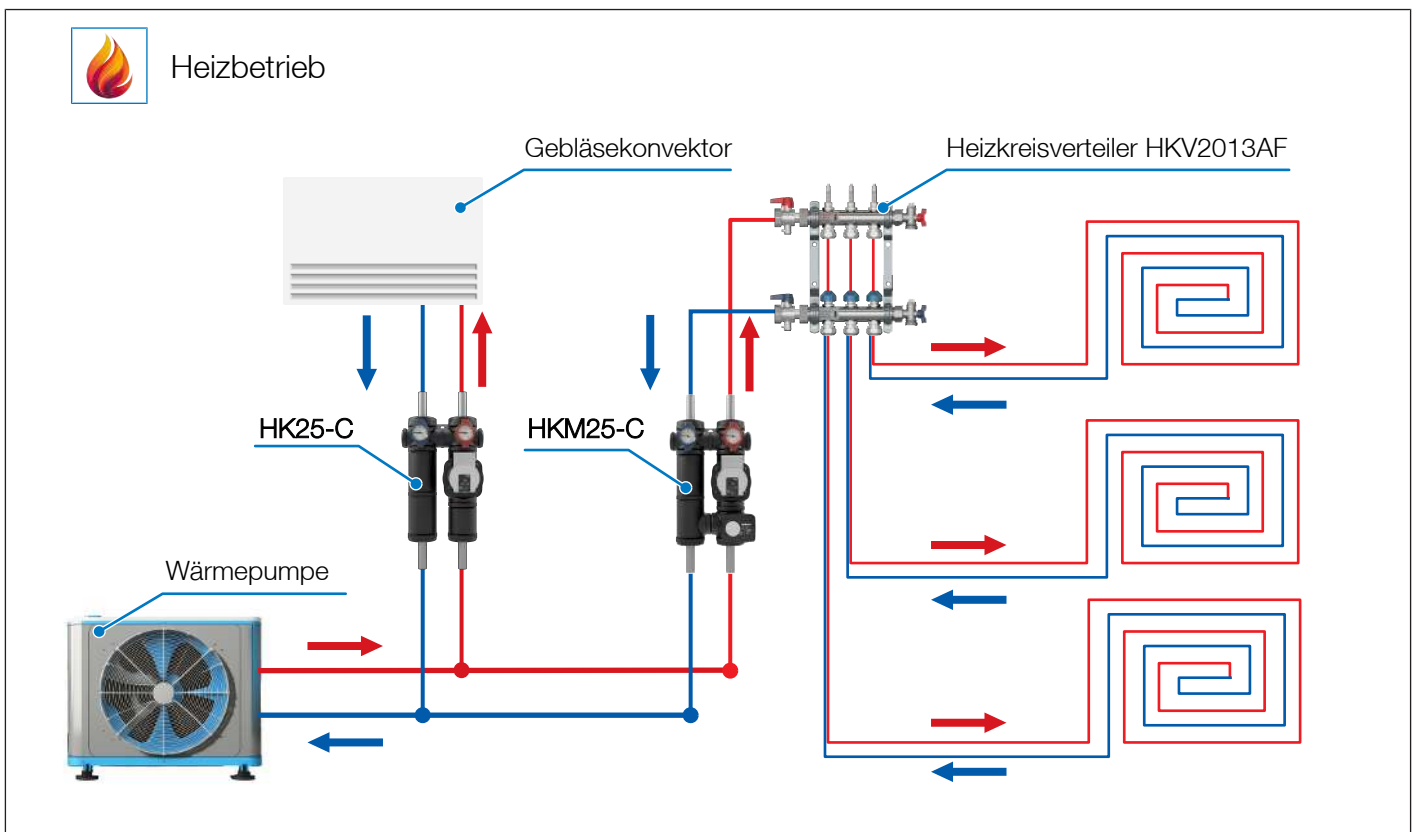 Heizbetrieb
Gebläsekonvektor
Heizkreisverteiler HKV2013AF
HK25-C
HKM25-C
Wärmepumpe